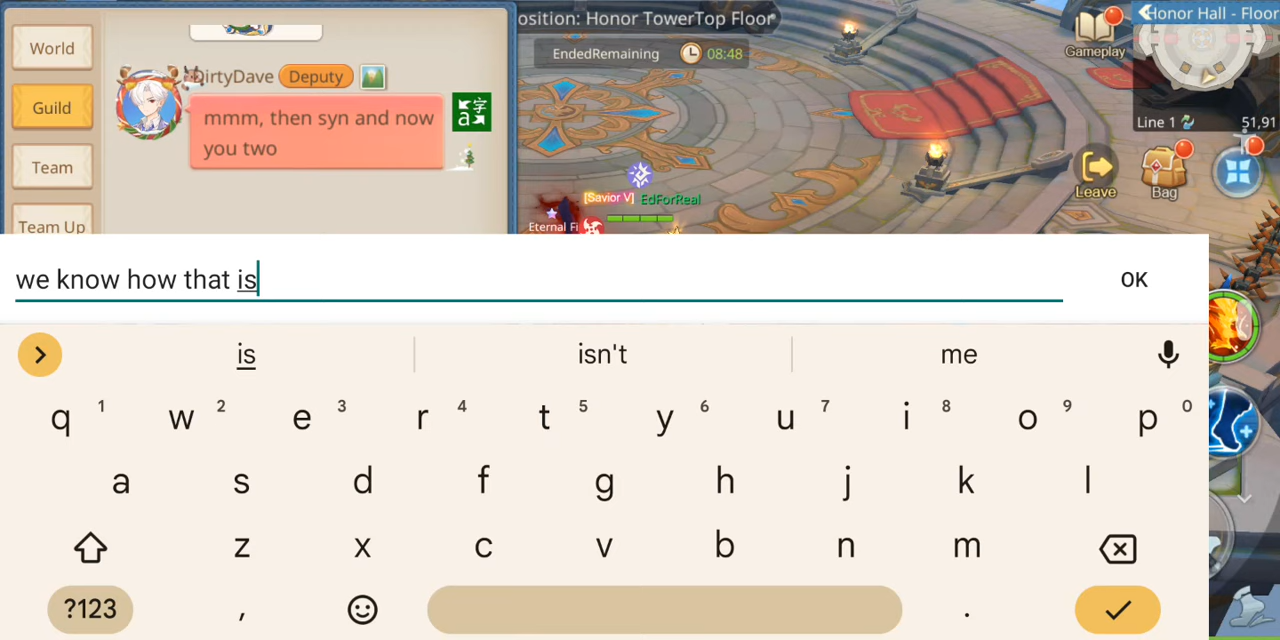 World
Guild
Team
Team Up
DirtyDave Deputy
mmm, then syn and now
you two
osition: Honor TowerTop Floor
EndedRemaining 08:48
[Savior V] EdForReal
Eternal Fi
Gameplay
Honor Hall - Floor
Line 1 51,91
Leave
Bag
we know how that is
OK
is isn't me
q 1 w 2 e 3 r 4 t 5 y 6 u 7 i 8 o 9 p 0
a s d f g h j k l
z x c v b n m
?123 , .